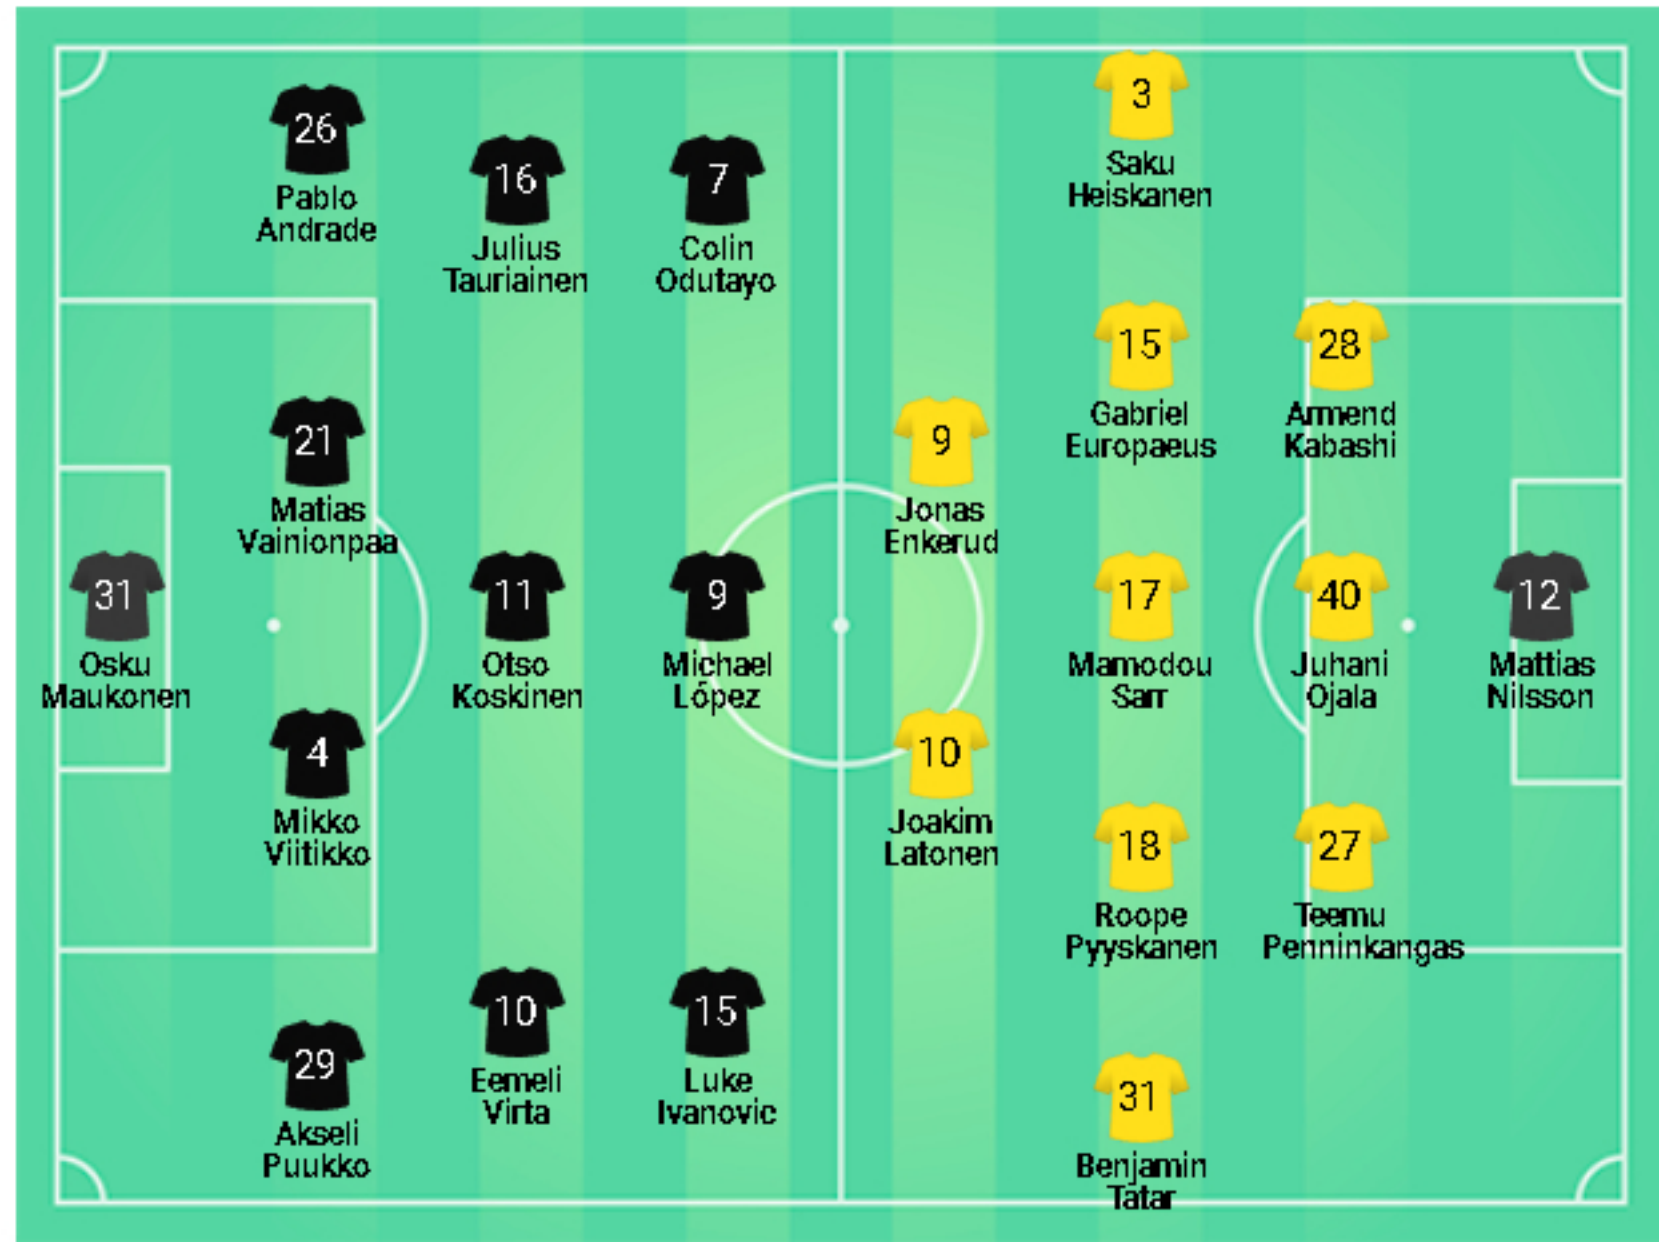 26
Pablo
Andrade
21
Matias
Vainionpaa
31
Osku
Maukonen
4
Mikko
Viitikko
29
Akseli
Puukko
16
Julius
Tauriainen
11
Otso
Koskinen
10
Eemeli
Virta
7
Colin
Odutayo
9
Michael
López
15
Luke
Ivanovic
9
Jonas
Enkerud
10
Joakim
Latonen
3
Saku
Heiskanen
15
Gabriel
Europaeus
17
Mamodou
Sarr
18
Roope
Pyyskänen
31
Benjamin
Tatar
28
Armend
Kabashi
40
Juhani
Ojala
27
Teemu
Penninkangas
12
Mattias
Nilsson